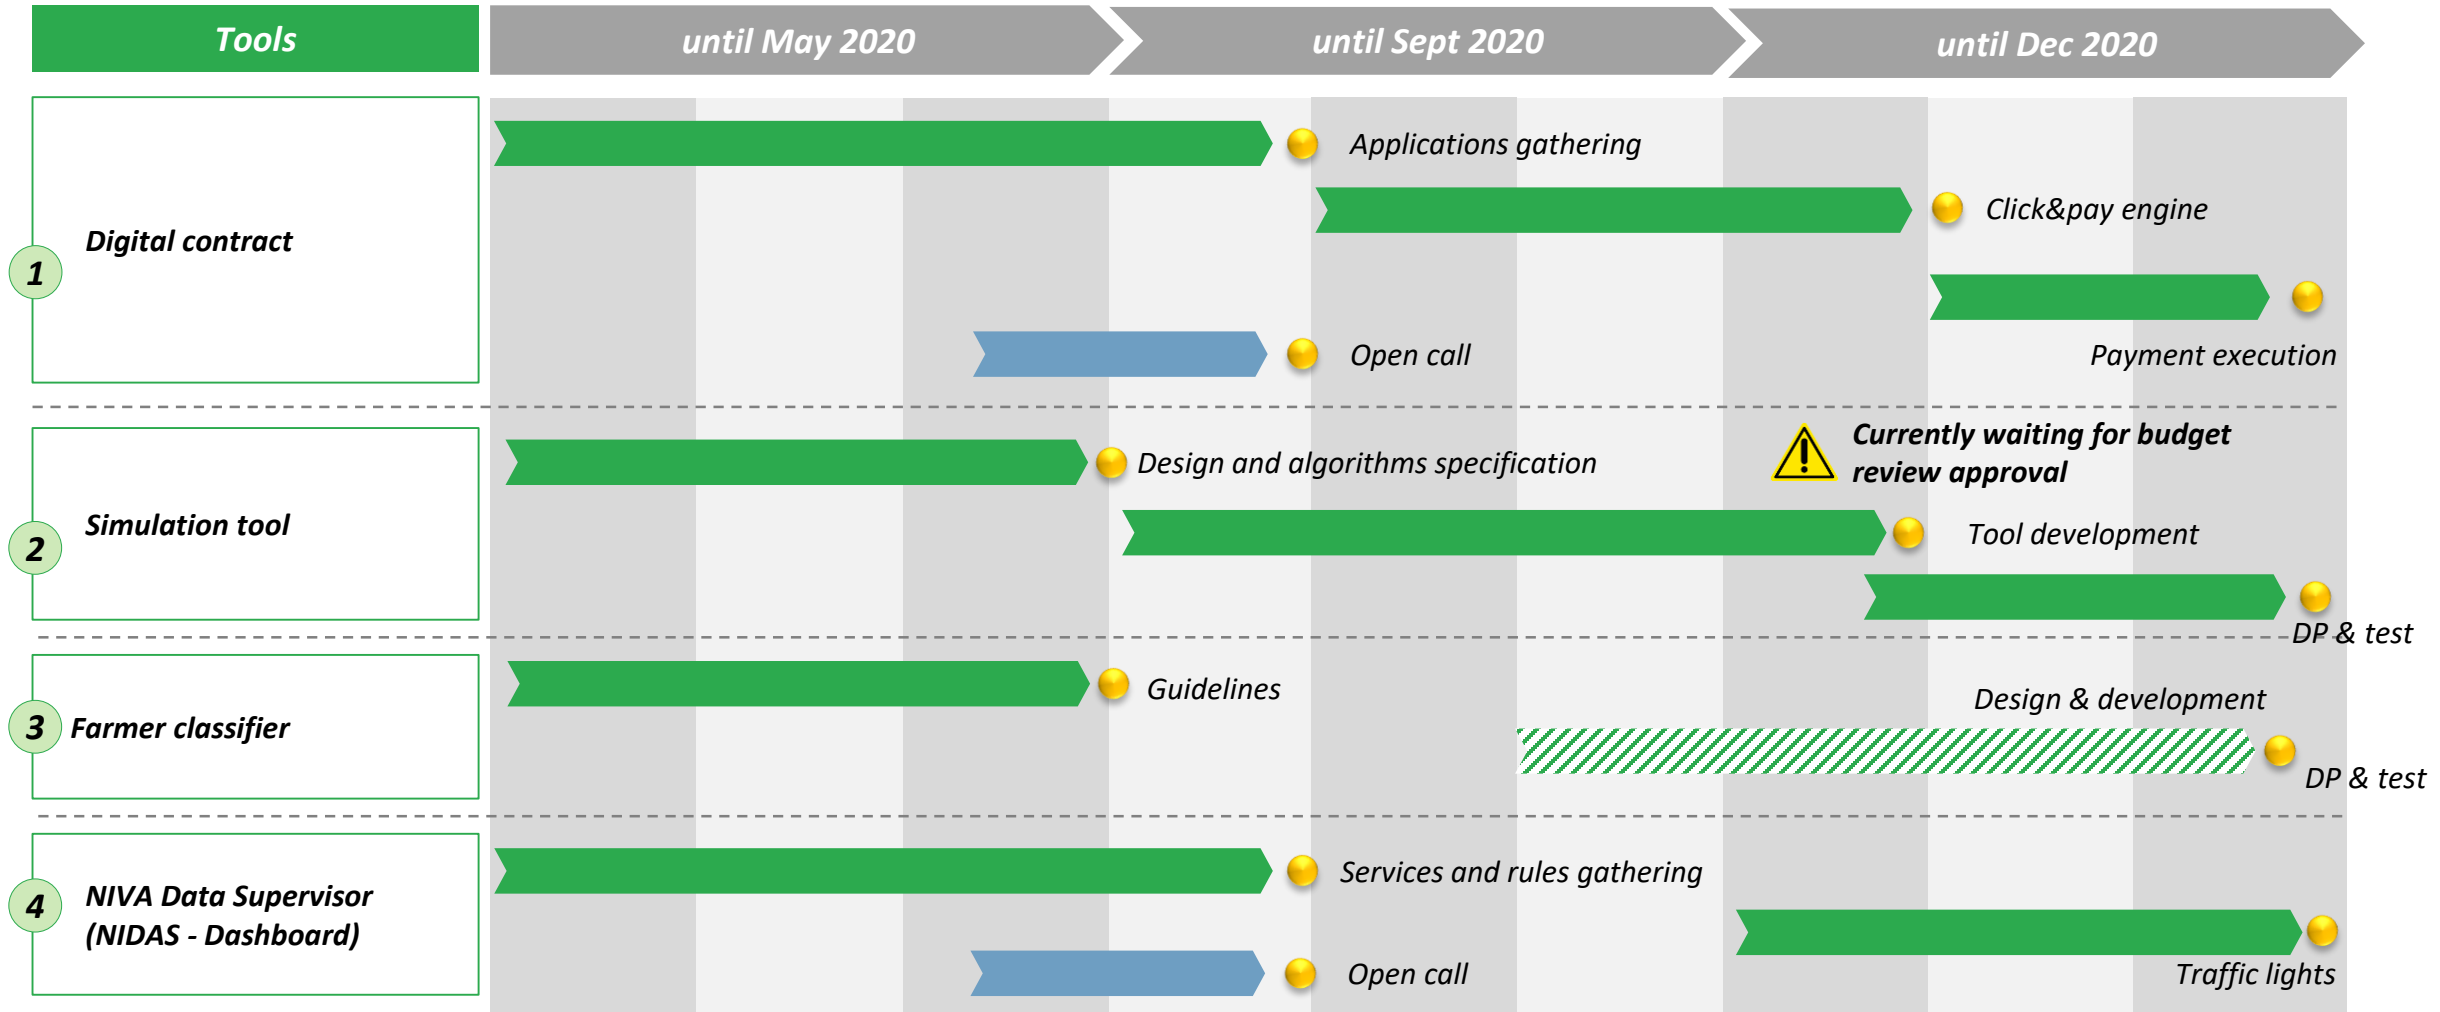 Tools
until May 2020
until Sept 2020
until Dec 2020
1
Digital contract
Applications gathering
Click&pay engine
Open call
Payment execution
2
Simulation tool
Currently waiting for budget
review approval
Design and algorithms specification
Tool development
DP & test
3
Farmer classifier
Guidelines
Design & development
DP & test
4
NIVA Data Supervisor
(NIDAS - Dashboard)
Services and rules gathering
Open call
Traffic lights